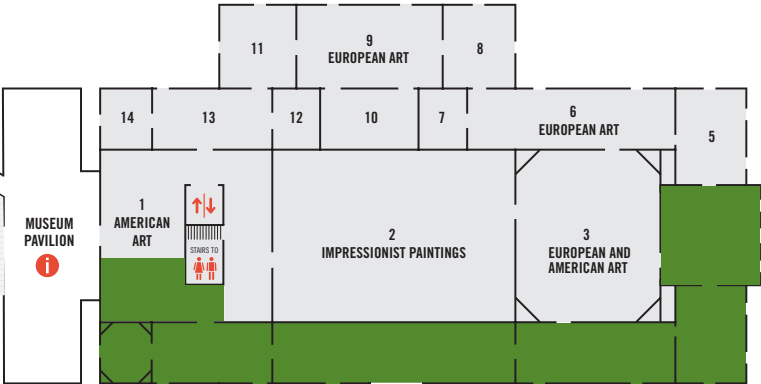 11
9
EUROPEAN ART
8
14
13
12
10
7
6
EUROPEAN ART
5
1
AMERICAN
ART
MUSEUM
PAVILION
i
STAIRS TO
2
IMPRESSIONIST PAINTINGS
3
EUROPEAN AND
AMERICAN ART